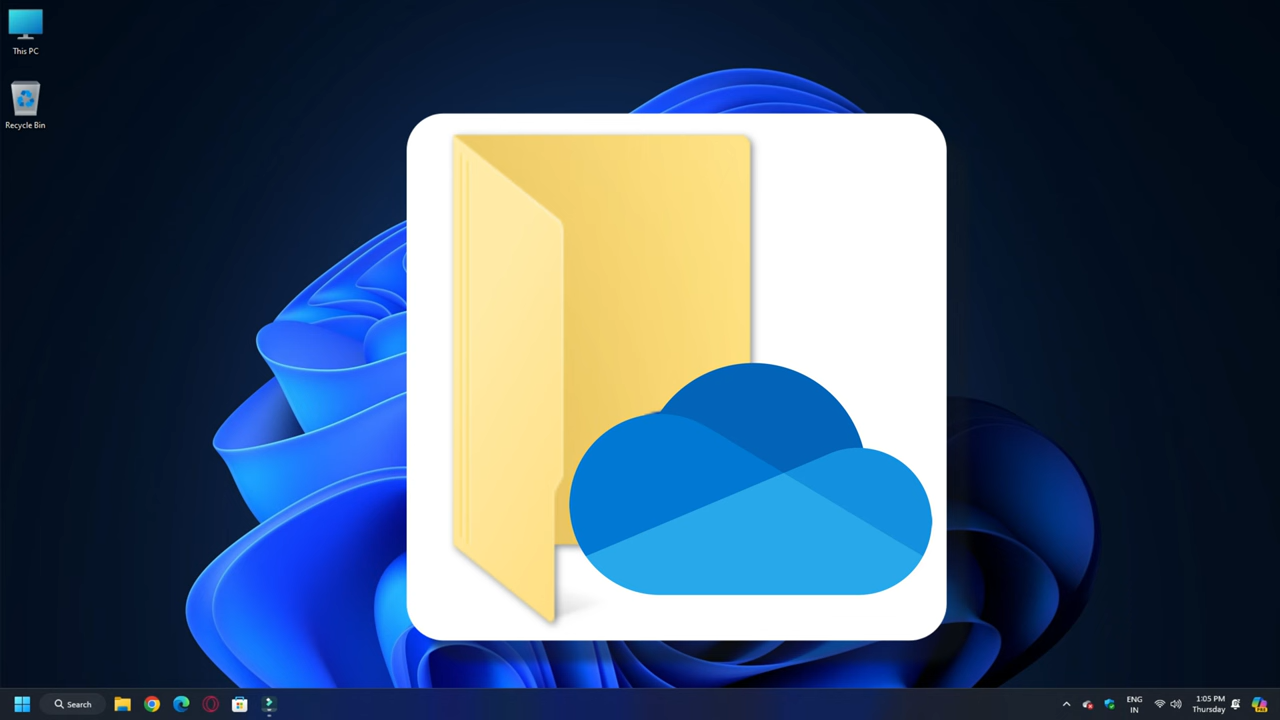 This PC
Recycle Bin
Search
ENG
IN
1:05 PM
Thursday